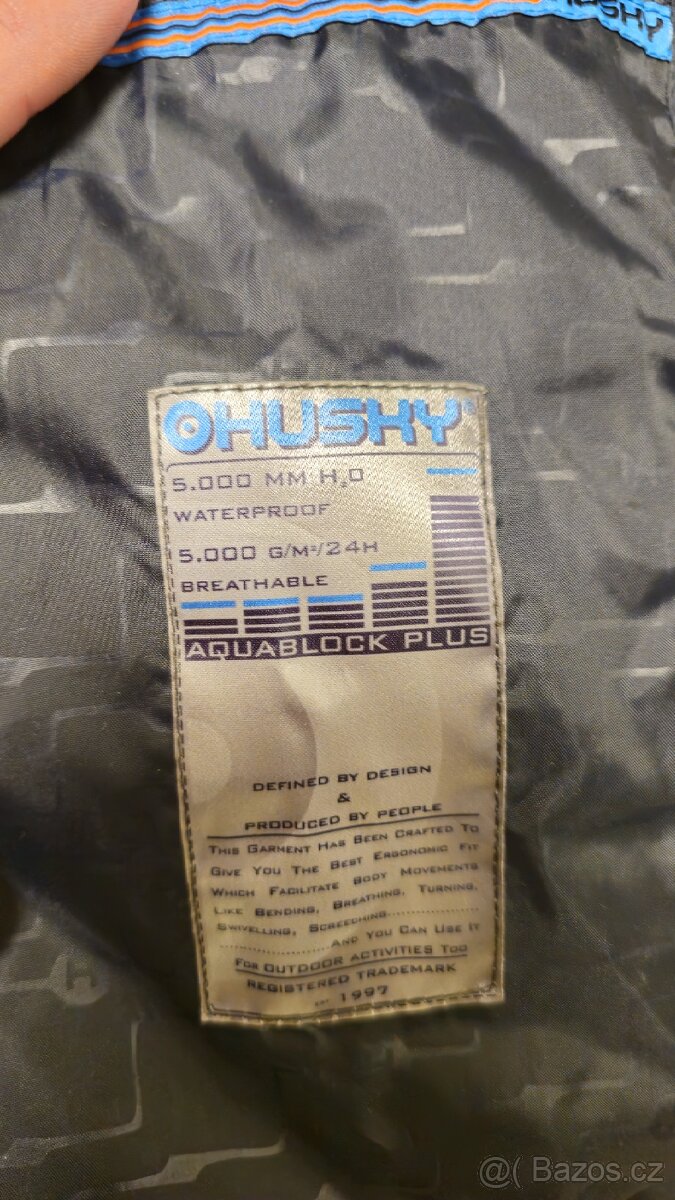 HUSKY
HUSKY
5.000 MM H₂O
WATERPROOF
5.000 G/M²/24H
BREATHABLE
AQUABLOCK PLUS
DEFINED BY DESIGN
&
PRODUCED BY PEOPLE
THIS GARMENT HAS BEEN CRAFTED TO
GIVE YOU THE BEST ERGONOMIC FIT
WHICH FACILITATE BODY MOVEMENTS
LIKE BENDING, BREATHING, TURNING,
SWIVELLING, SCREECHING...............
..................AND YOU CAN USE IT
FOR OUTDOOR ACTIVITIES TOO
REGISTERED TRADEMARK
EST 1997
@( Bazos.cz